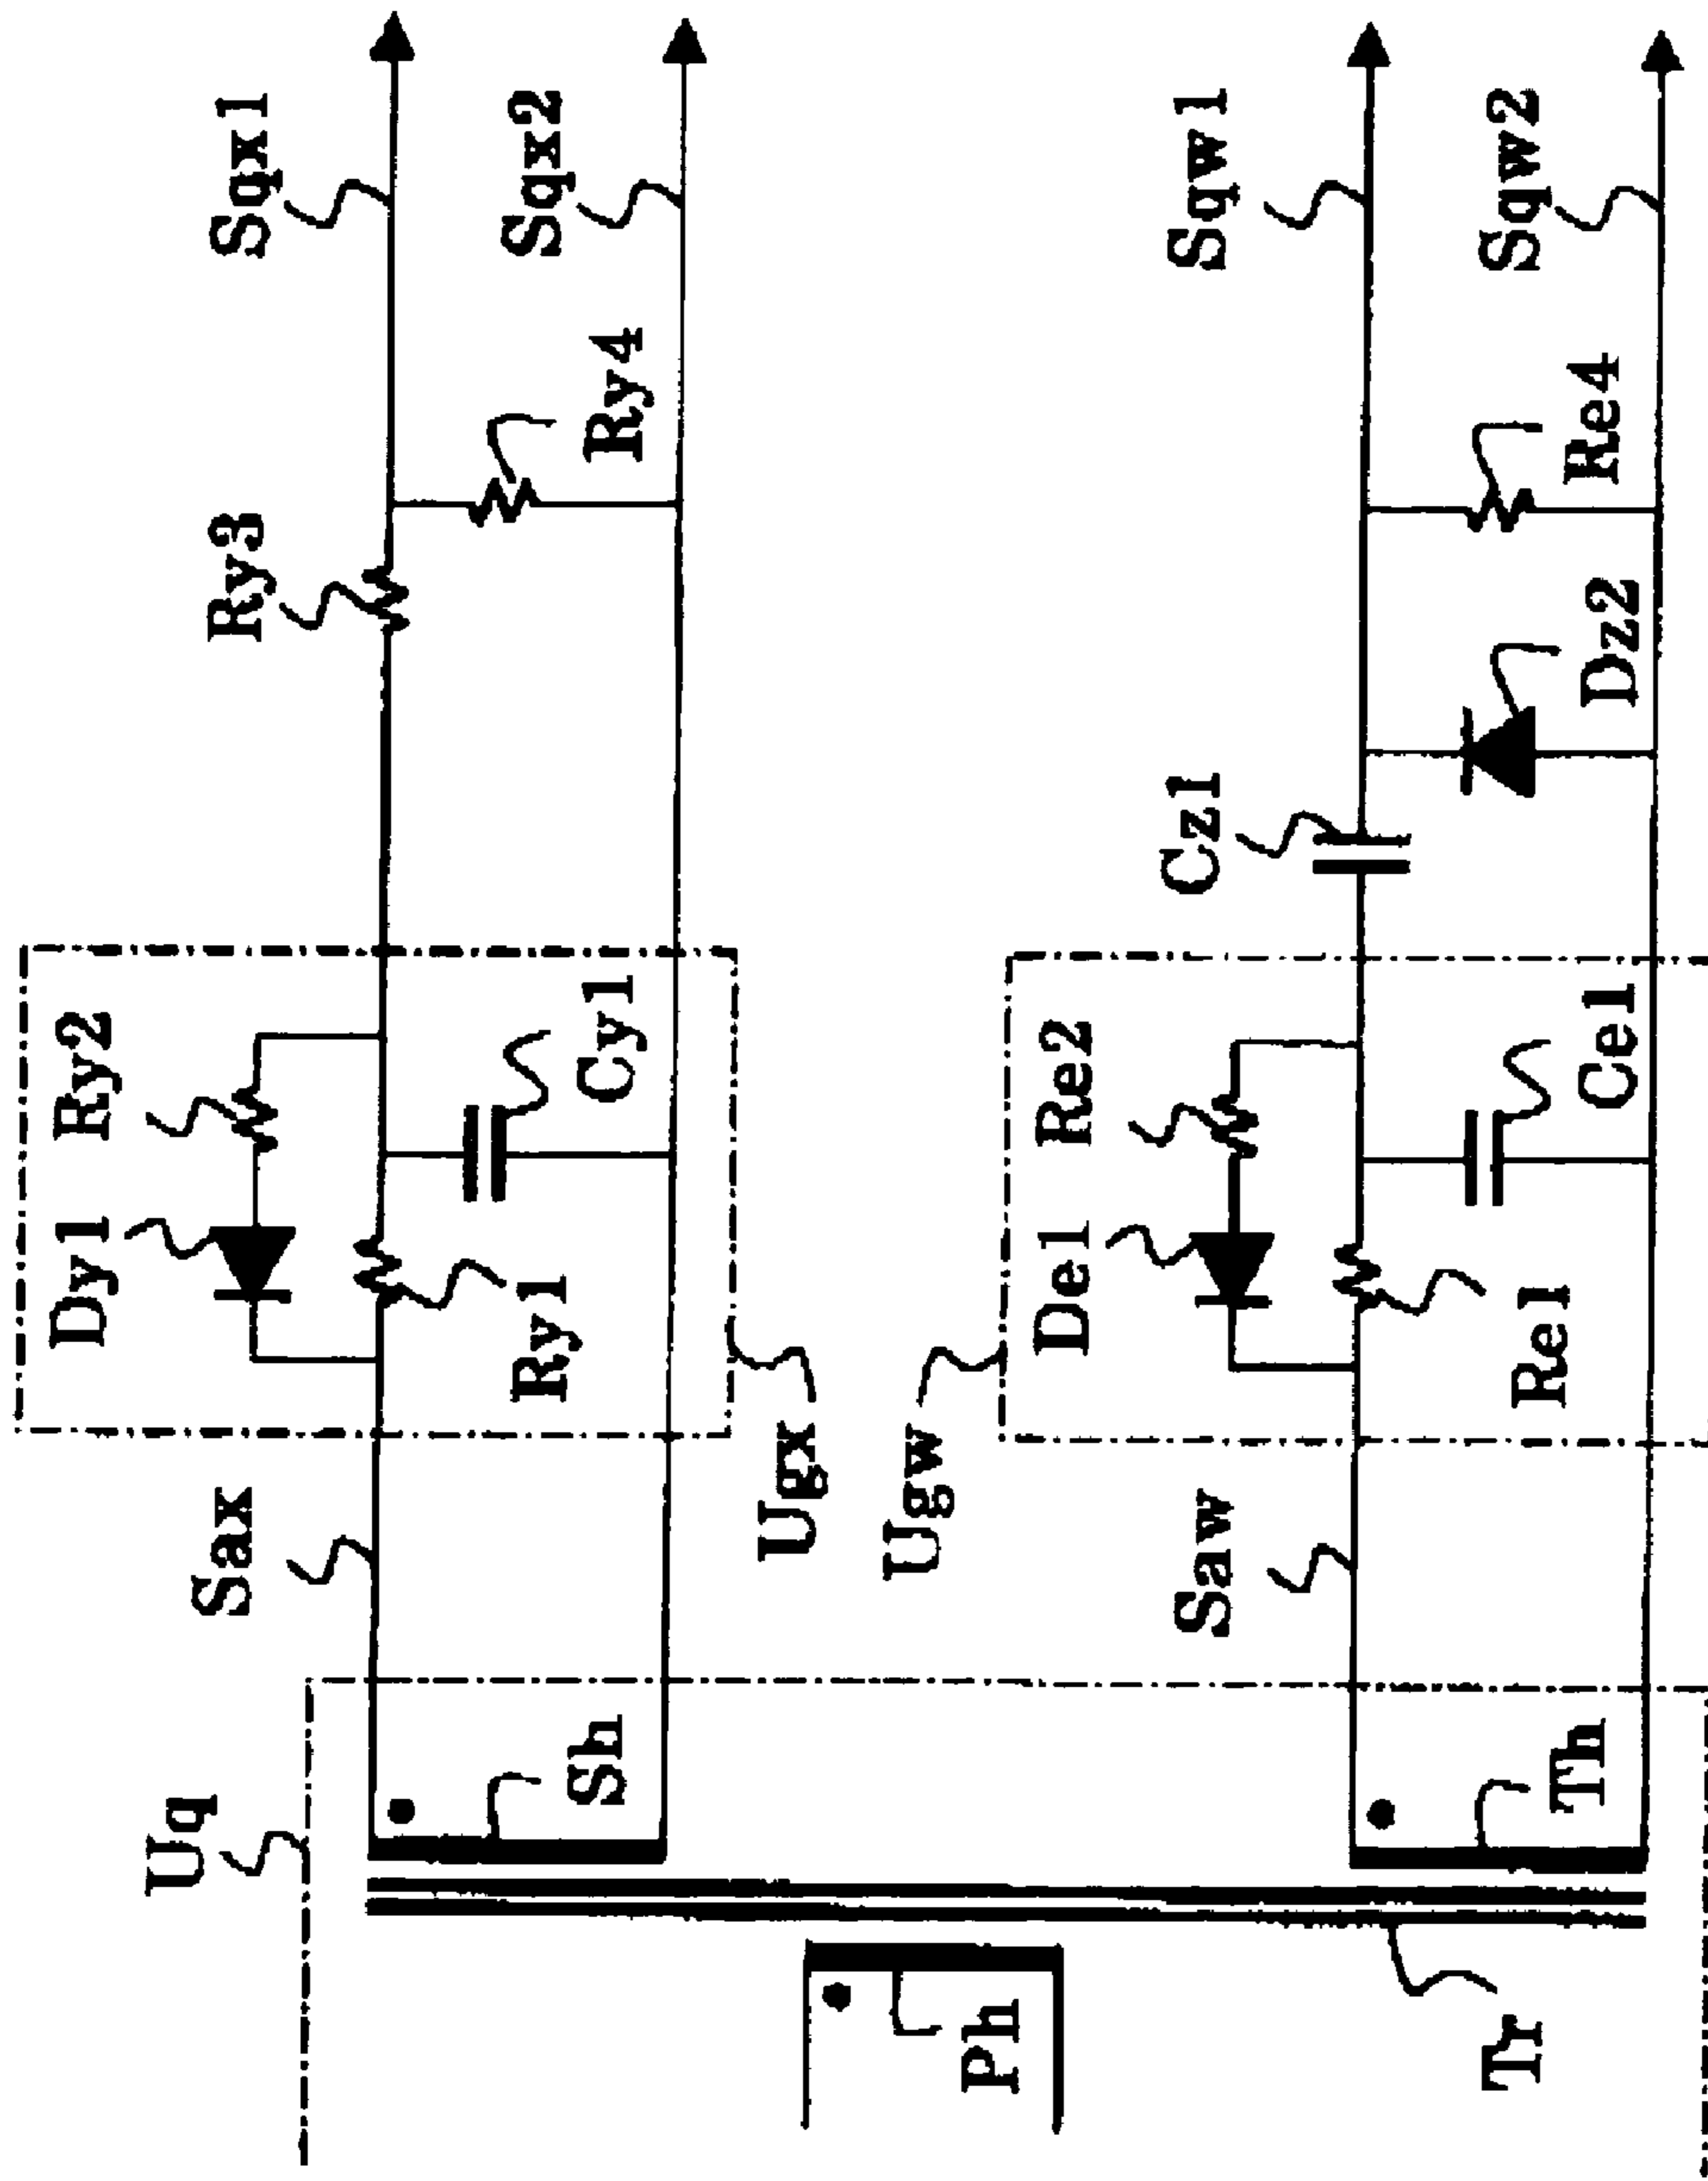 Sqx1
Sqx2
Sqw1
Sqw2
Ry3
Ry4
Re4
Dz2
Cz1
Dy1
Ry2
Ry1
Cy1
De1
Re2
Re1
Ce1
Ugx
Ugw
Sax
Saw
Uq
Sh
Th
Ph
Tr